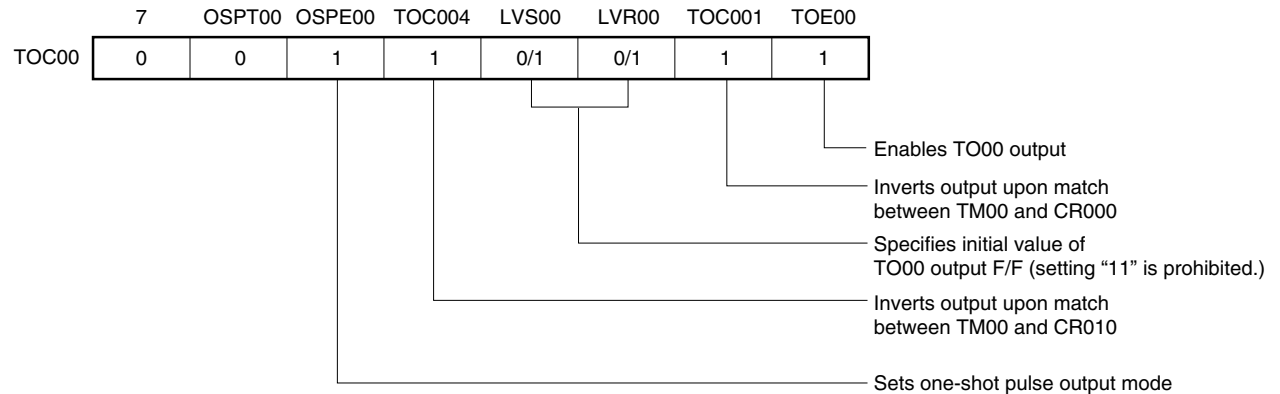 7 OSPT00 OSPE00 TOC004 LVS00 LVR00 TOC001 TOE00
TOC00 0 0 1 1 0/1 0/1 1 1
Enables TO00 output
Inverts output upon match
between TM00 and CR000
Specifies initial value of
TO00 output F/F (setting “11” is prohibited.)
Inverts output upon match
between TM00 and CR010
Sets one-shot pulse output mode